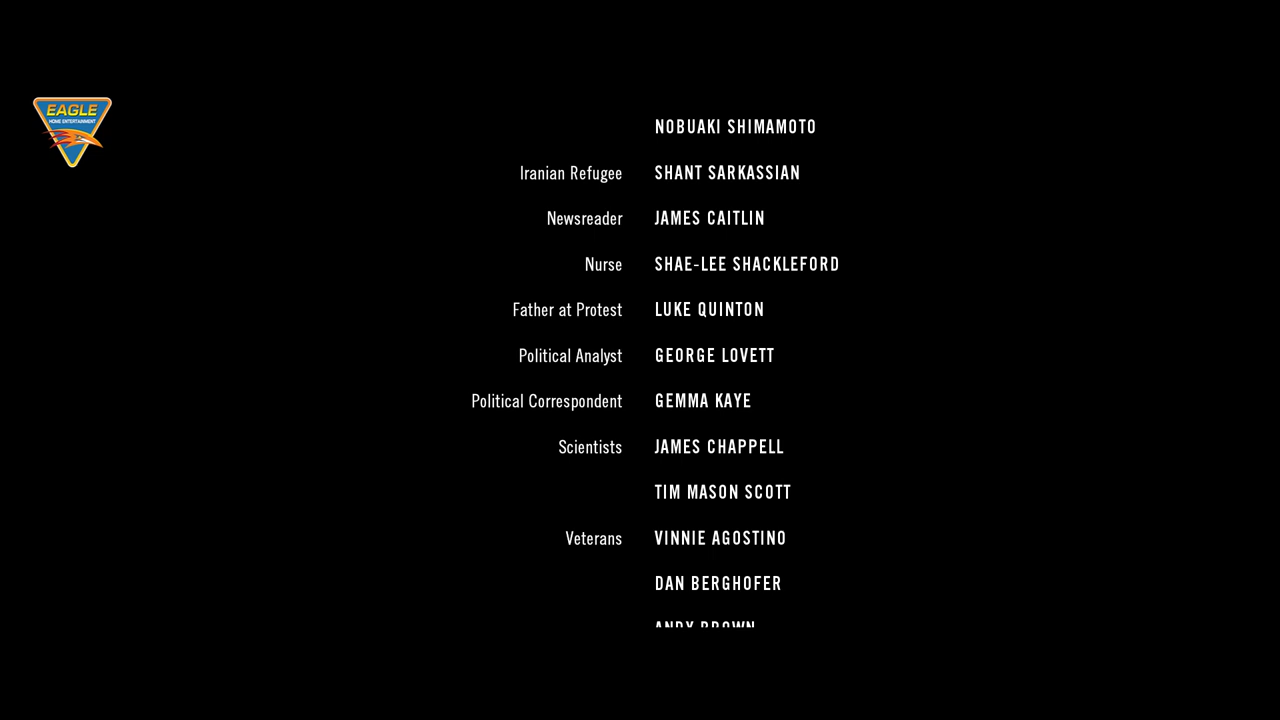 EAGLE
HOME ENTERTAINMENT
NOBUAKI SHIMAMOTO
Iranian Refugee SHANT SARKASSIAN
Newsreader JAMES CAITLIN
Nurse SHAE-LEE SHACKLEFORD
Father at Protest LUKE QUINTON
Political Analyst GEORGE LOVETT
Political Correspondent GEMMA KAYE
Scientists JAMES CHAPPELL
TIM MASON SCOTT
Veterans VINNIE AGOSTINO
DAN BERGHOFER
ANDY BROWN